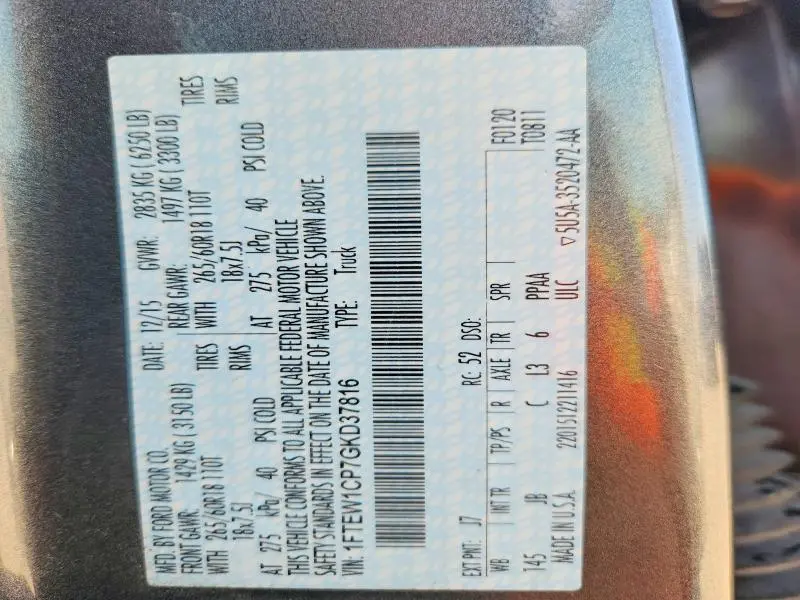 MFD. BY FORD MOTOR CO. DATE: 12/15 GVWR: 2835 KG ( 6250 LB)
FRONT GAWR: 1429 KG ( 3150 LB) REAR GAWR: 1497 KG ( 3300 LB)
WITH 265/60R18 110T TIRES WITH 265/60R18 110T TIRES
18x7.5J RIMS 18x7.5J RIMS
AT 275 kPa/ 40 PSI COLD AT 275 kPa/ 40 PSI COLD
THIS VEHICLE CONFORMS TO ALL APPLICABLE FEDERAL MOTOR VEHICLE
SAFETY STANDARDS IN EFFECT ON THE DATE OF MANUFACTURE SHOWN ABOVE.
VIN: 1FTEW1CP7GKD37816 TYPE: Truck
EXT PNT: J7 RC: 52 DSO: F0120
WB INT TR TP/PS R AXLE TR SPR T0811
145 JB C L3 6 PPAA
MADE IN U.S.A. 2201512211416 ULC ▽5U5A-3520472-AA